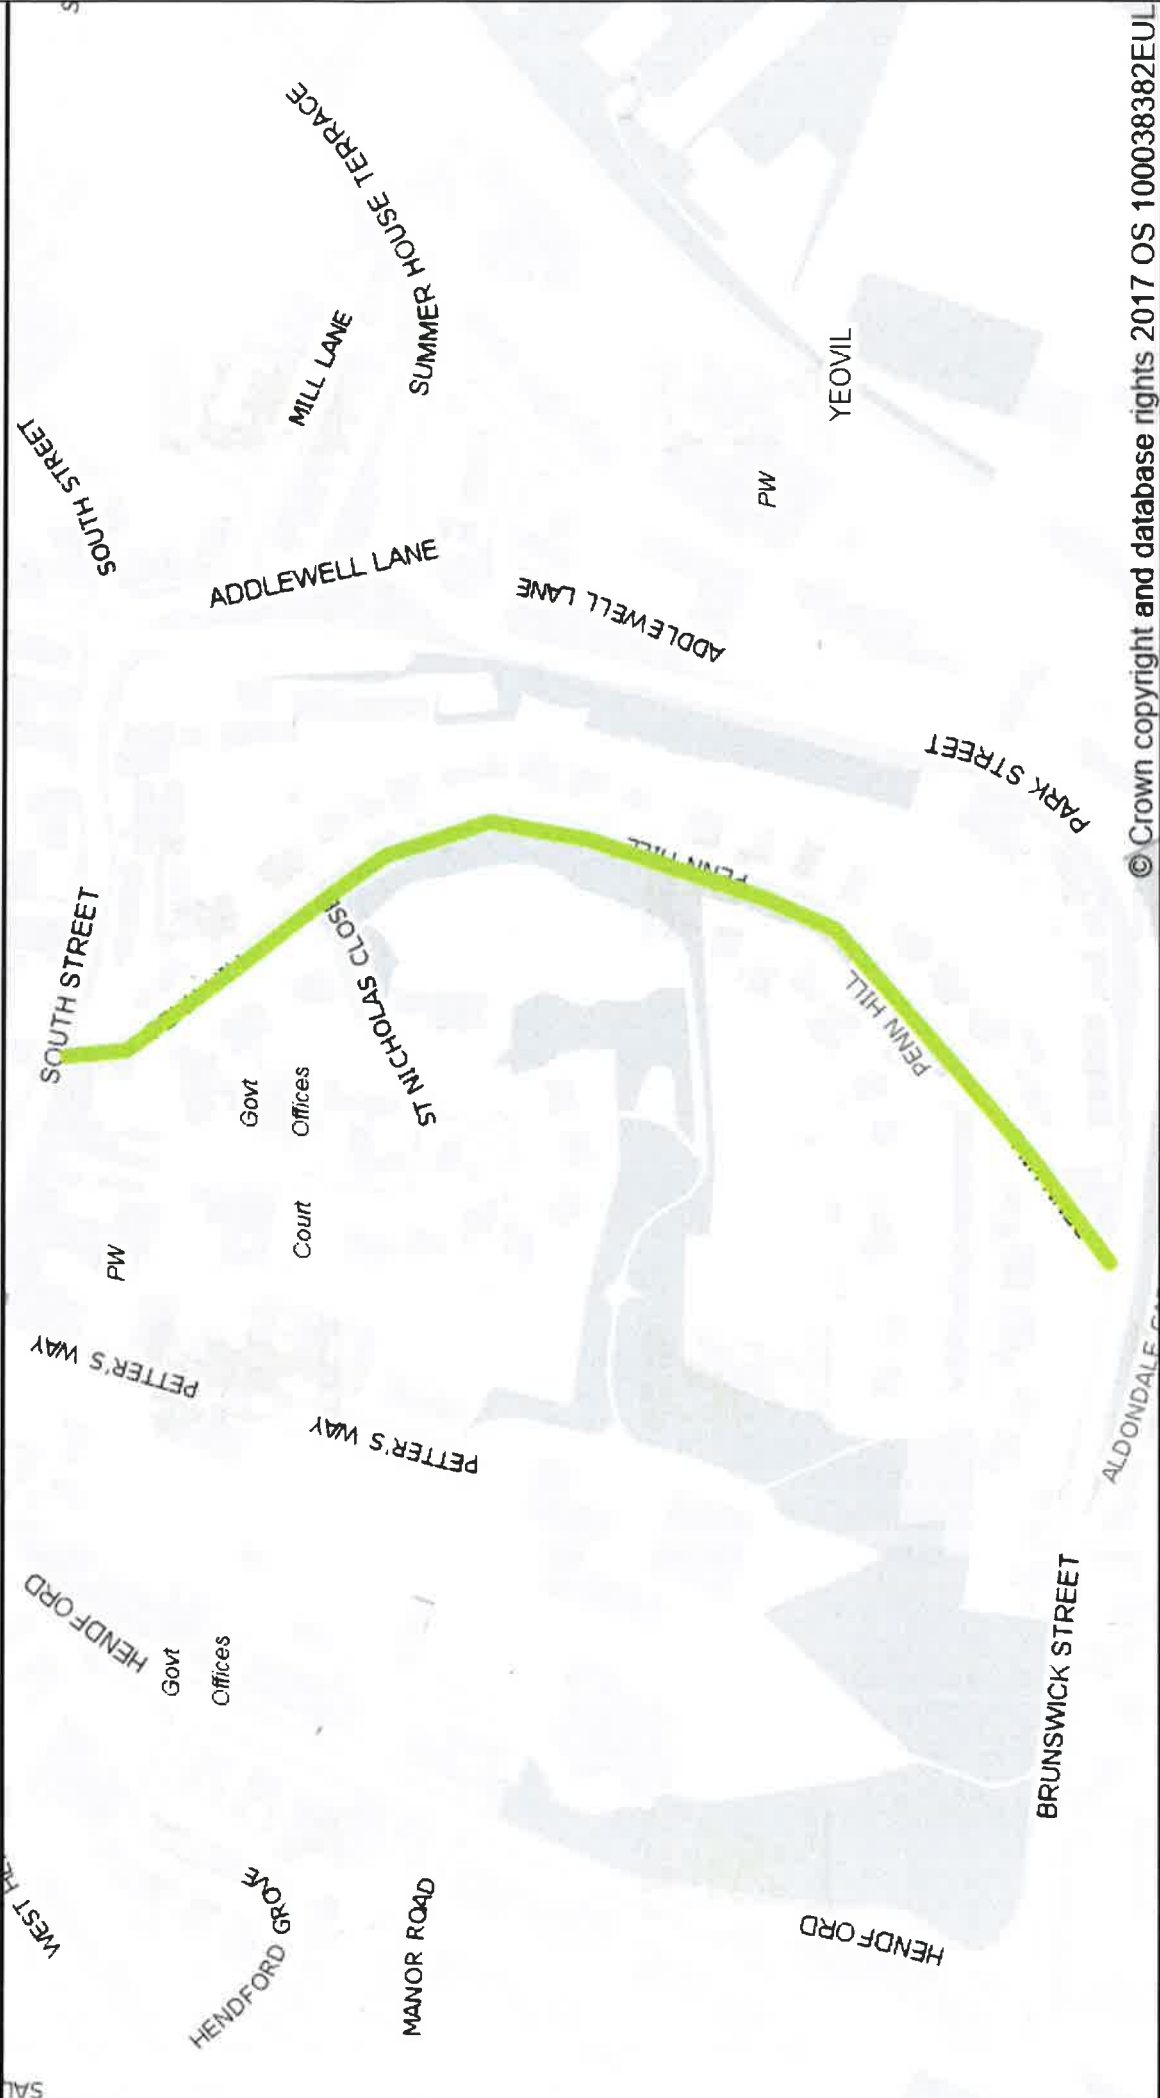 SOUTH STREET
SUMMER HOUSE TERRACE
MILL LANE
SOUTH STREET
ADDLEWELL LANE
ADDLEWELL LANE
YEOVIL
PW
PARK STREET
PENN HILL
PENN HILL
ST NICHOLAS CLOSE
Govt
Offices
Court
PW
PETTER'S WAY
PETTER'S WAY
HENDFORD
Govt
Offices
HENDFORD GROVE
MANOR ROAD
HENDFORD
BRUNSWICK STREET
ALDONDALE
WEST
© Crown copyright and database rights 2017 OS 100038382EUL